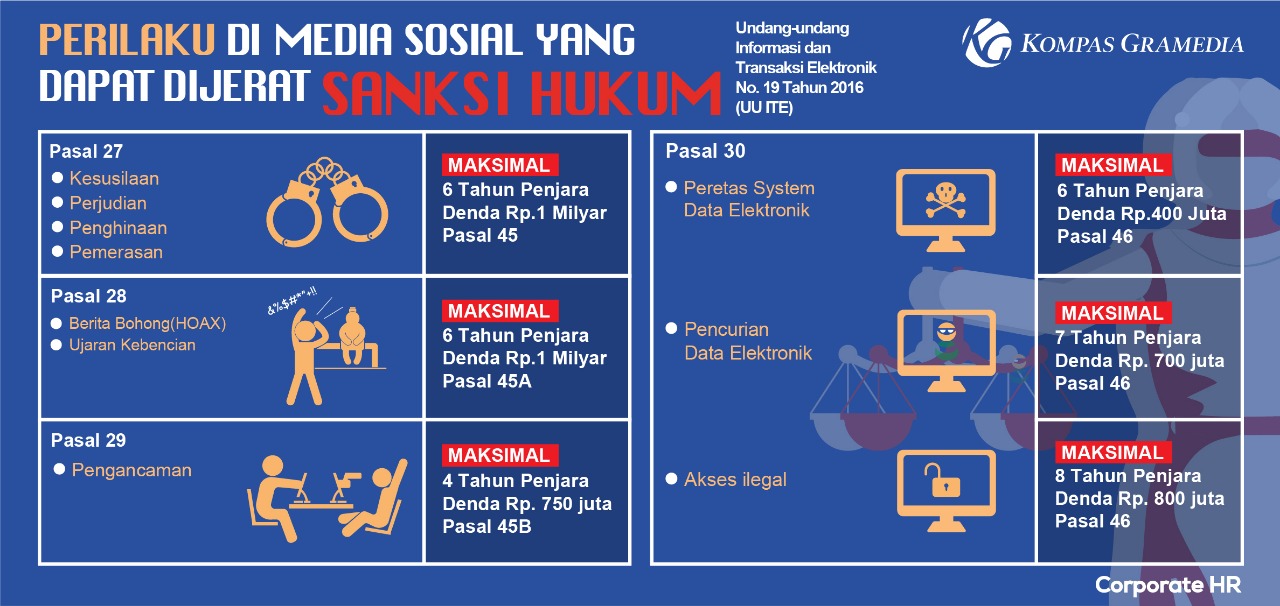 PERILAKU DI MEDIA SOSIAL YANG
DAPAT DIJERAT SANKSI HUKUM
Undang-undang
Informasi dan
Transaksi Elektronik
No. 19 Tahun 2016
(UU ITE)
KG KOMPAS GRAMEDIA
Pasal 27
Kesusilaan
Perjudian
Penghinaan
Pemerasan
MAKSIMAL
6 Tahun Penjara
Denda Rp.1 Milyar
Pasal 45
Pasal 28
Berita Bohong(HOAX)
Ujaran Kebencian
&%$#*"+!!
MAKSIMAL
6 Tahun Penjara
Denda Rp.1 Milyar
Pasal 45A
Pasal 29
Pengancaman
MAKSIMAL
4 Tahun Penjara
Denda Rp. 750 juta
Pasal 45B
Pasal 30
Peretas System
Data Elektronik
MAKSIMAL
6 Tahun Penjara
Denda Rp.400 Juta
Pasal 46
Pencurian
Data Elektronik
MAKSIMAL
7 Tahun Penjara
Denda Rp. 700 juta
Pasal 46
Akses ilegal
MAKSIMAL
8 Tahun Penjara
Denda Rp. 800 juta
Pasal 46
Corporate HR